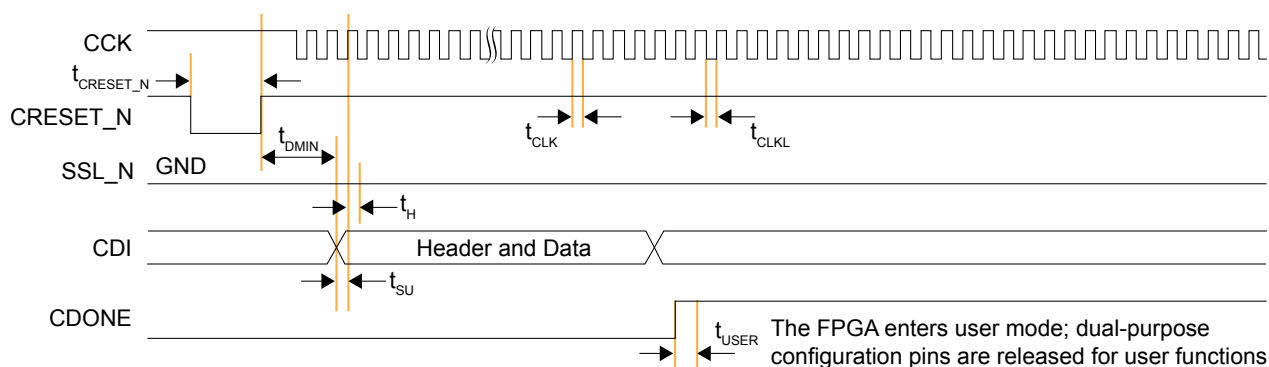 CCK
tCRESET_N
CRESET_N
tCLK
tCLKL
tDMIN
SSL_N
GND
tH
CDI
Header and Data
tSU
CDONE
tUSER
The FPGA enters user mode; dual-purpose
configuration pins are released for user functions